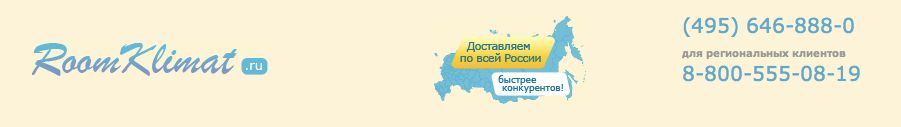 RoomKlimat.ru
Доставляем
по всей России
быстрее
конкурентов!
(495) 646-888-0
для региональных клиентов
8-800-555-08-19